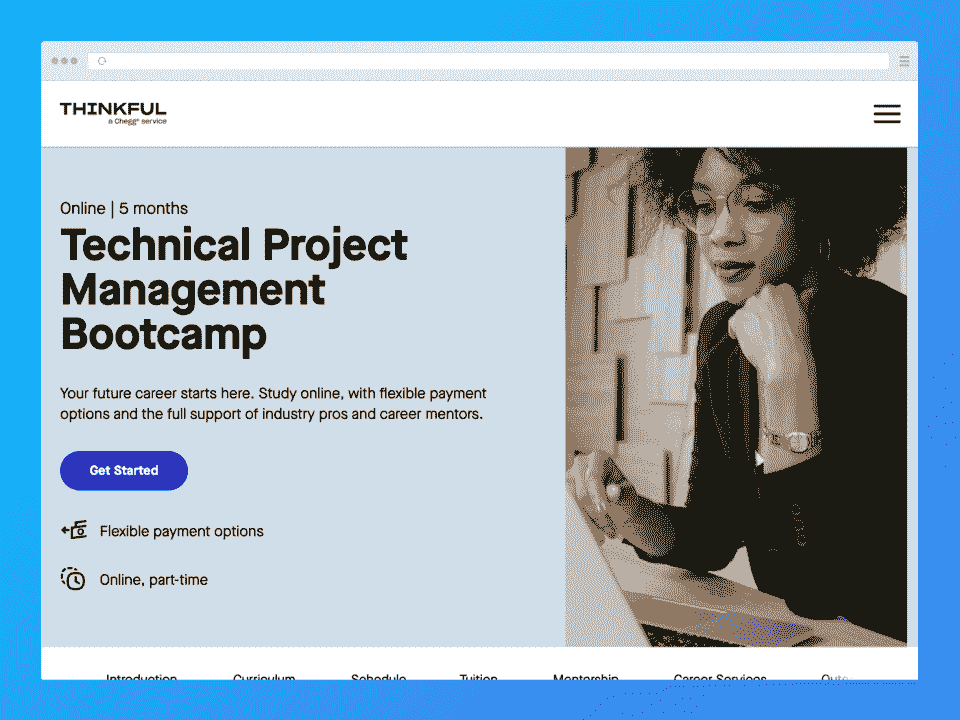 THINKFUL
a Chegg® service
Online | 5 months
Technical Project
Management
Bootcamp
Your future career starts here. Study online, with flexible payment
options and the full support of industry pros and career mentors.
Get Started
Flexible payment options
Online, part-time
Introduction Curriculum Schedule Tuition Mentorship Career Services